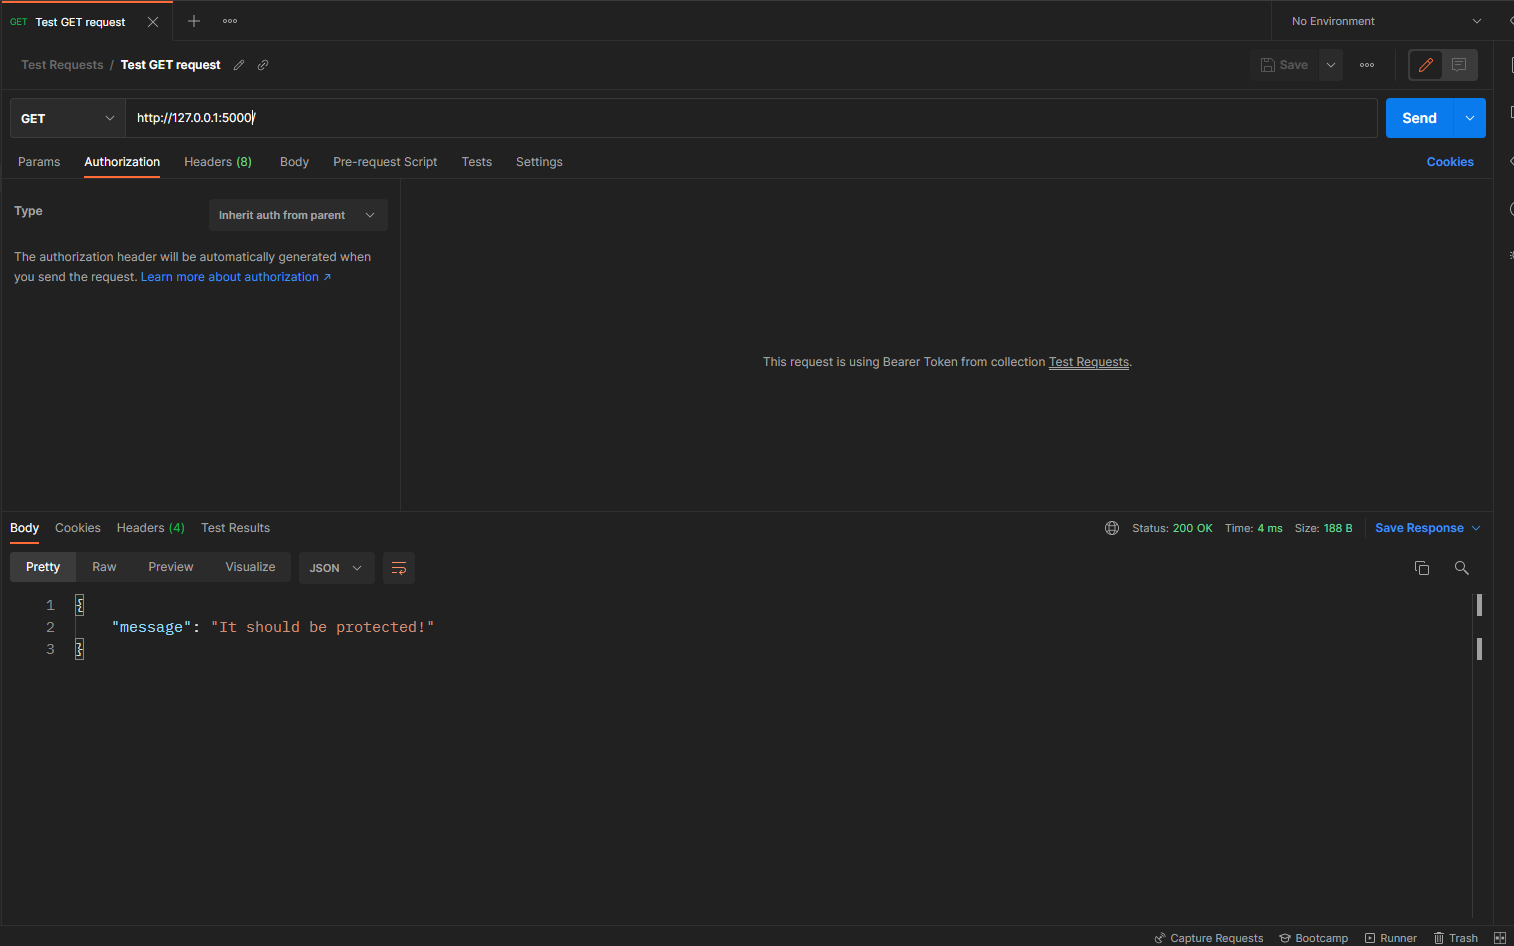 GET Test GET request
No Environment
Test Requests / Test GET request
Save
GET http://127.0.0.1:5000/
Send
Params Authorization Headers (8) Body Pre-request Script Tests Settings Cookies
Type Inherit auth from parent
The authorization header will be automatically generated when
you send the request. Learn more about authorization ↗
This request is using Bearer Token from collection Test Requests.
Body Cookies Headers (4) Test Results Status: 200 OK Time: 4 ms Size: 188 B Save Response
Pretty Raw Preview Visualize JSON
1 {
2 "message": "It should be protected!"
3 }
Capture Requests Bootcamp Runner Trash